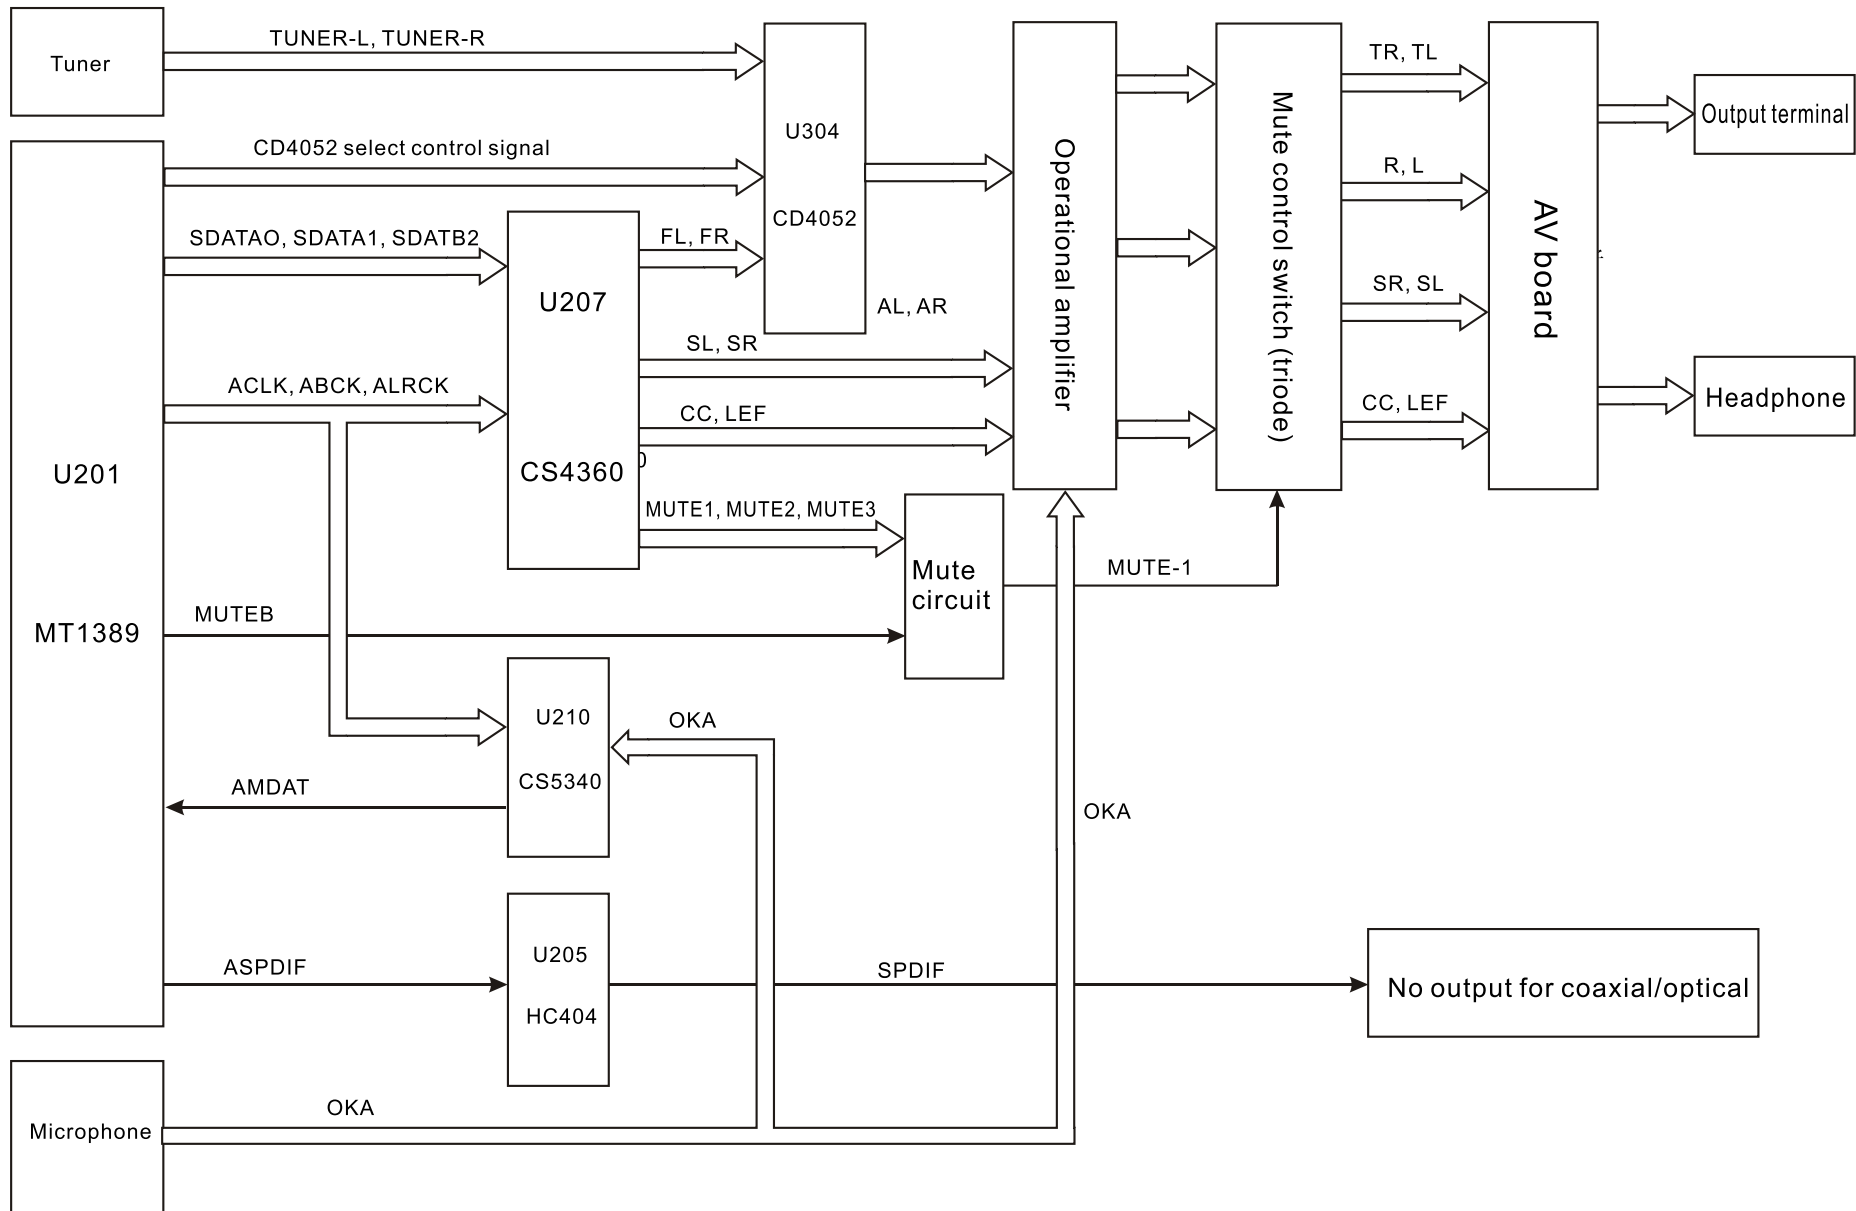 Tuner
TUNER-L, TUNER-R
U304
CD4052
CD4052 select control signal
SDATAO, SDATA1, SDATB2
U207
CS4360
FL, FR
AL, AR
SL, SR
CC, LEF
0
ACLK, ABCK, ALRCK
U201
MT1389
MUTE1, MUTE2, MUTE3
Mute
circuit
MUTE-1
MUTEB
Operational amplifier
Mute control switch (triode)
TR, TL
R, L
SR, SL
CC, LEF
AV board
Output terminal
Headphone
U210
CS5340
OKA
AMDAT
OKA
U205
HC404
ASPDIF
SPDIF
No output for coaxial/optical
OKA
Microphone